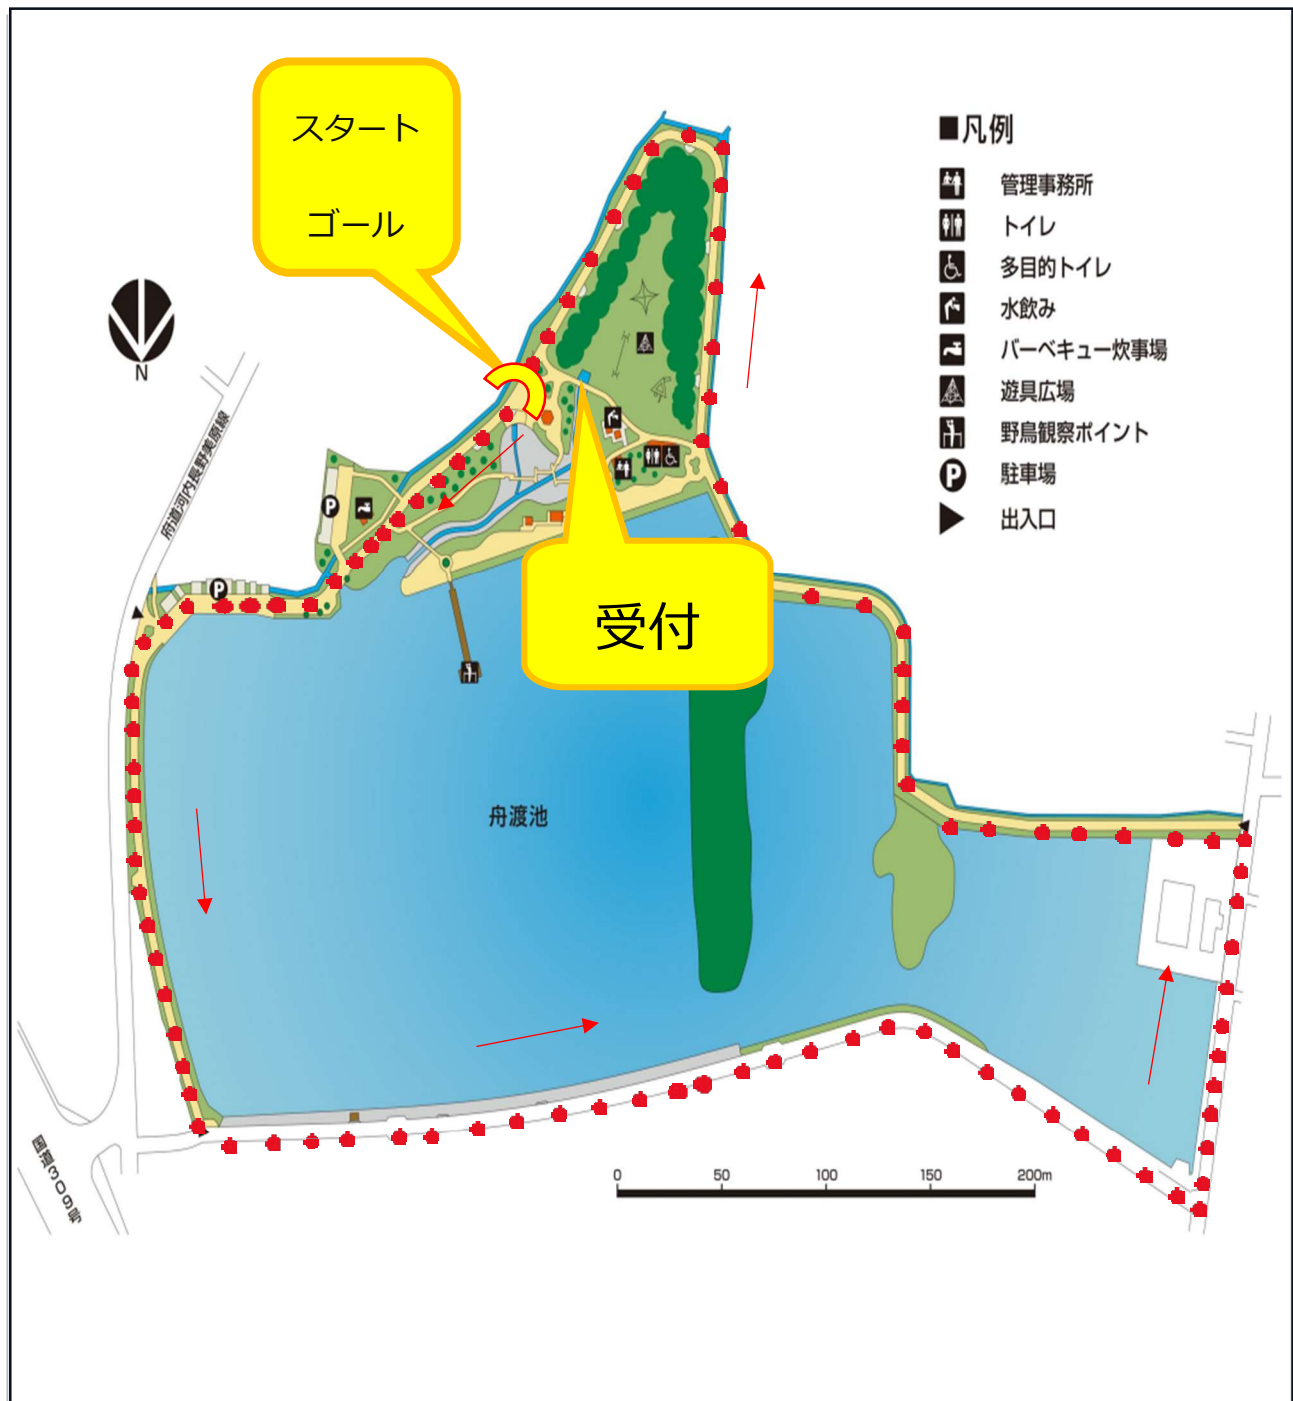 スタート
ゴール
■凡例
管理事務所
トイレ
多目的トイレ
水飲み
バーベキュー炊事場
遊具広場
野鳥観察ポイント
P 駐車場
出入口
N
府道河内長野美原線
P
P
受付
舟渡池
国道309号
0 50 100 150 200m